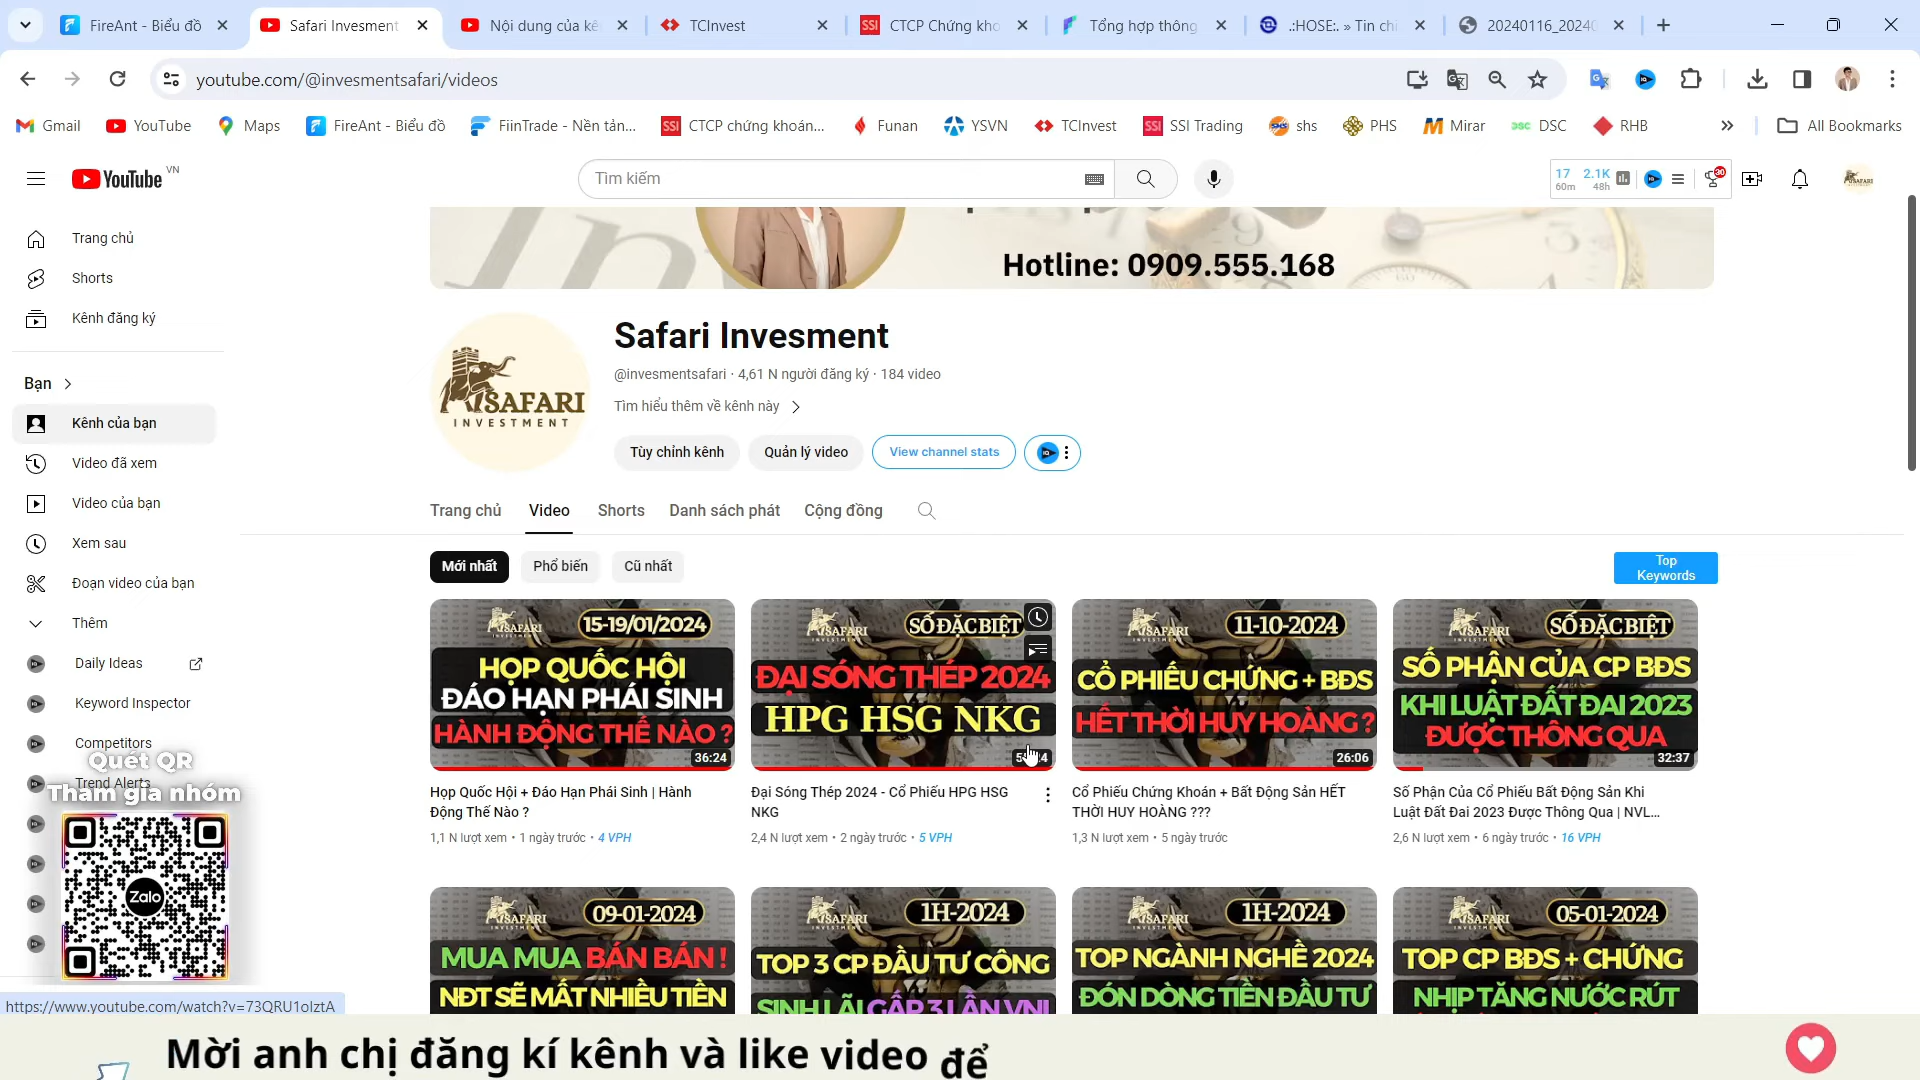 FireAnt - Biểu đồ
Safari Invesment
Nội dung của kê
TCInvest
SSI CTCP Chứng kho
Tổng hợp thông
.:HOSE:. » Tin chi
20240116_20240
youtube.com/@invesmentsafari/videos
Gmail
YouTube
Maps
FireAnt - Biểu đồ
FiinTrade - Nền tản...
SSI CTCP chứng khoán...
Funan
YSVN
TCInvest
SSI SSI Trading
shs
PHS
Mirar
DSC DSC
RHB
All Bookmarks
YouTube VN
Tìm kiếm
17 60m
2.1K 48h
30
Trang chủ
Shorts
Kênh đăng ký
Bạn
Kênh của bạn
Video đã xem
Video của bạn
Xem sau
Đoạn video của bạn
Thêm
Daily Ideas
Keyword Inspector
Competitors
Trend Alerts
Quét QR
Tham gia nhóm
Zalo
https://www.youtube.com/watch?v=73QRU1olztA
Hotline: 0909.555.168
SAFARI
INVESTMENT
Safari Invesment
@invesmentsafari · 4,61 N người đăng ký · 184 video
Tìm hiểu thêm về kênh này
Tùy chỉnh kênh
Quản lý video
View channel stats
Trang chủ
Video
Shorts
Danh sách phát
Cộng đồng
Mới nhất
Phổ biến
Cũ nhất
Top
Keywords
SAFARI
15-19/01/2024
HỌP QUỐC HỘI
ĐÁO HẠN PHÁI SINH
HÀNH ĐỘNG THẾ NÀO ?
36:24
Họp Quốc Hội + Đáo Hạn Phái Sinh | Hành
Động Thế Nào ?
1,1 N lượt xem • 1 ngày trước • 4 VPH
SAFARI
SỐ ĐẶC BIỆT
ĐẠI SÓNG THÉP 2024
HPG HSG NKG
Đại Sóng Thép 2024 - Cổ Phiếu HPG HSG
NKG
2,4 N lượt xem • 2 ngày trước • 5 VPH
SAFARI
11-10-2024
CỔ PHIẾU CHỨNG + BĐS
HẾT THỜI HUY HOÀNG ?
26:06
Cổ Phiếu Chứng Khoán + Bất Động Sản HẾT
THỜI HUY HOÀNG ???
1,3 N lượt xem • 5 ngày trước
SAFARI
SỐ ĐẶC BIỆT
SỐ PHẬN CỦA CP BĐS
KHI LUẬT ĐẤT ĐAI 2023
ĐƯỢC THÔNG QUA
32:37
Số Phận Của Cổ Phiếu Bất Động Sản Khi
Luật Đất Đai 2023 Được Thông Qua | NVL...
2,6 N lượt xem • 6 ngày trước • 16 VPH
SAFARI
09-01-2024
MUA MUA BÁN BÁN !
NĐT SẼ MẤT NHIỀU TIỀN
SAFARI
1H-2024
TOP 3 CP ĐẦU TƯ CÔNG
SINH LÃI GẤP 3 LẦN VNI
SAFARI
1H-2024
TOP NGÀNH NGHỀ 2024
ĐÓN DÒNG TIỀN ĐẦU TƯ
SAFARI
05-01-2024
TOP CP BĐS + CHỨNG
NHỊP TĂNG NƯỚC RÚT
Mời anh chị đăng kí kênh và like video để